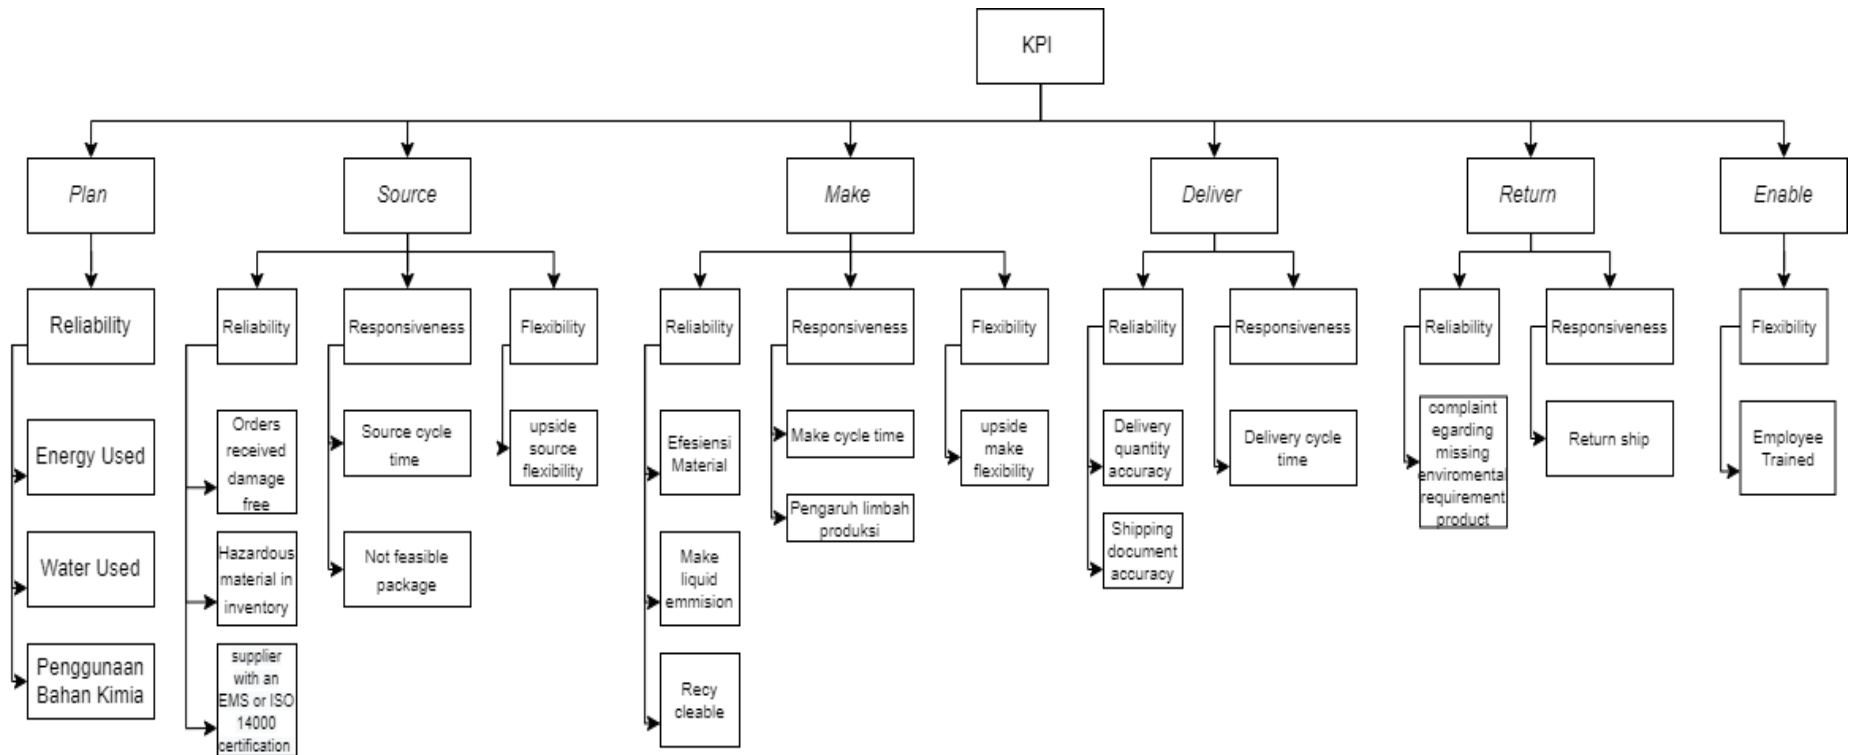 KPI
Plan
Source
Make
Deliver
Return
Enable
Reliability
Reliability
Responsiveness
Flexibility
Reliability
Responsiveness
Flexibility
Reliability
Responsiveness
Reliability
Responsiveness
Flexibility
Energy Used
Water Used
Penggunaan
Bahan Kimia
Orders
received
damage
free
Hazardous
material in
inventory
supplier
with an
EMS or ISO
14000
certification
Source cycle
time
Not feasible
package
upside
source
flexibility
Efesiensi
Material
Make
liquid
emmision
Recy
cleable
Make cycle time
Pengaruh limbah
produksi
upside
make
flexibility
Delivery
quantity
accuracy
Shipping
document
accuracy
Delivery cycle
time
complaint
egarding
missing
enviromental
requirement
product
Return ship
Employee
Trained